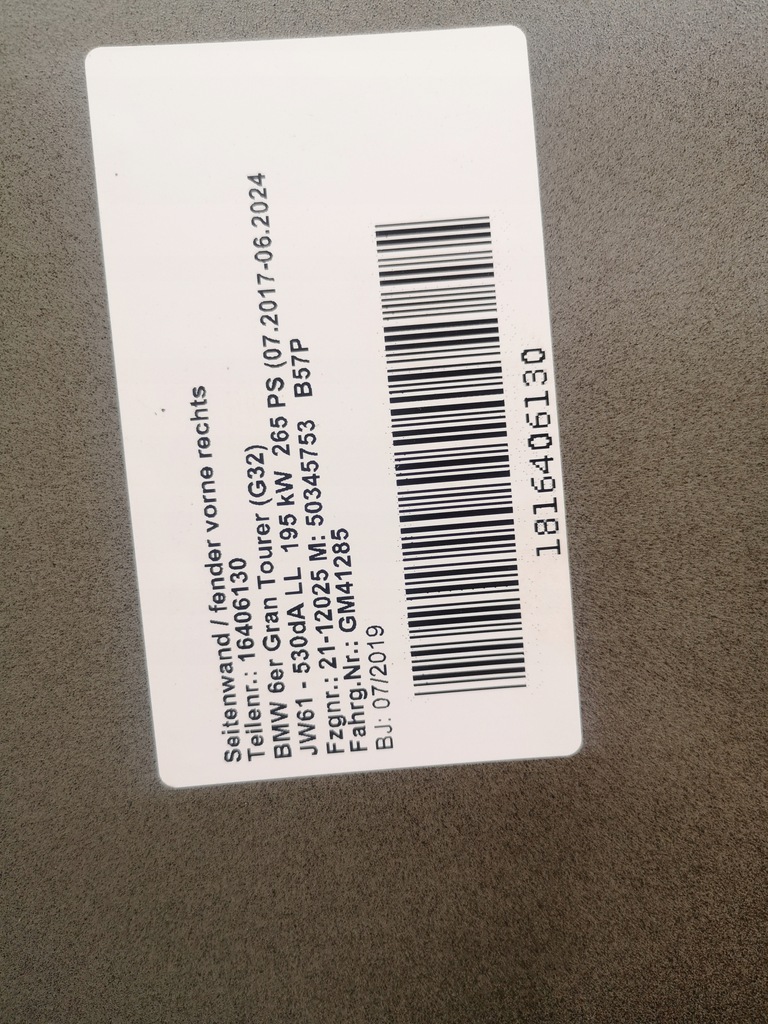 Seitenwand / fender vorne rechts
Teilenr.: 16406130
BMW 6er Gran Tourer (G32)
JW61 - 530dA LL 195 kW 265 PS (07.2017-06.2024
Fzgnr.: 21-12025 M: 50345753 B57P
Fahrg.Nr.: GM41285
BJ: 07/2019
1816406130